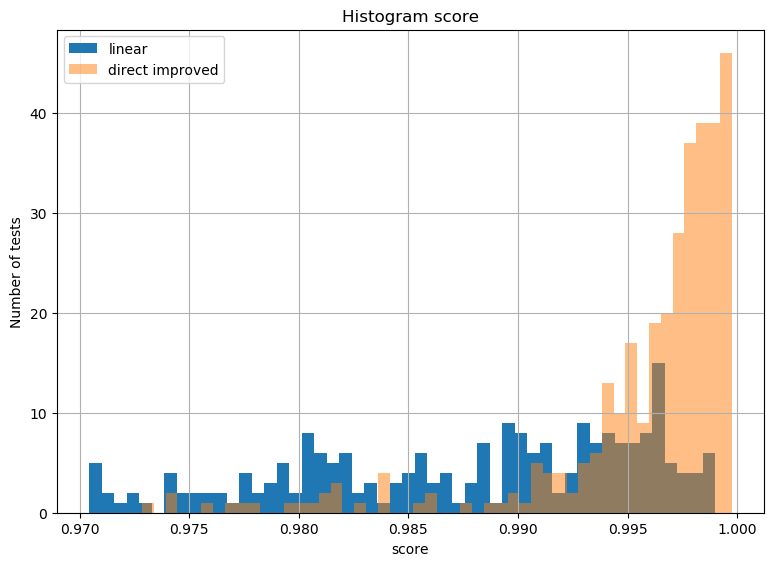 Histogram score
linear
direct improved
Number of tests
40
30
20
10
0
0.970
0.975
0.980
0.985
0.990
0.995
1.000
score